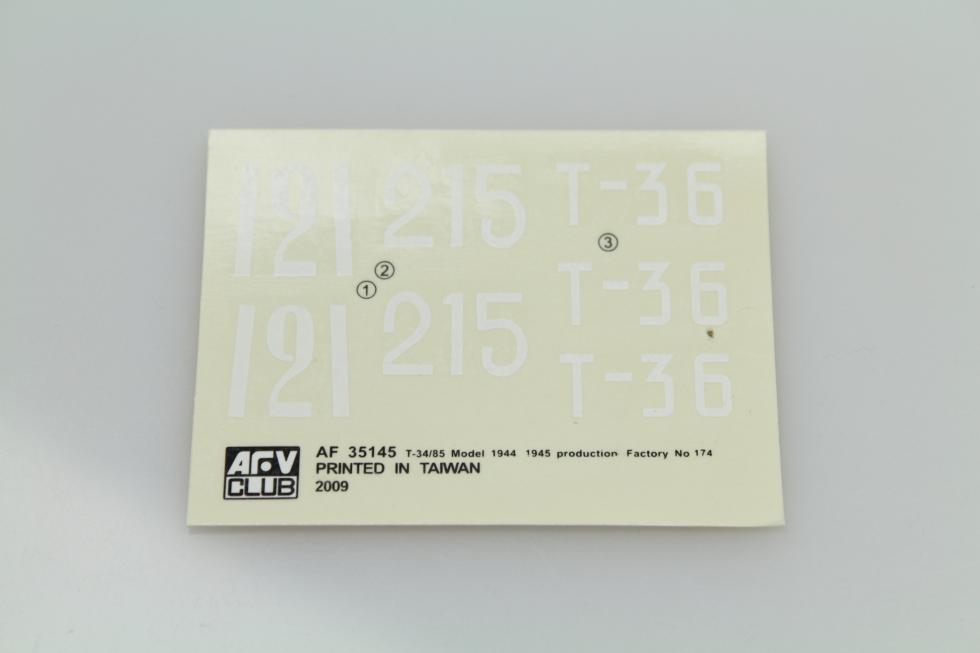 121 215 T-36
③
②
①
T-36
121 215
T-36
AFV CLUB
AF 35145 T-34/85 Model 1944 1945 production Factory No 174
PRINTED IN TAIWAN
2009